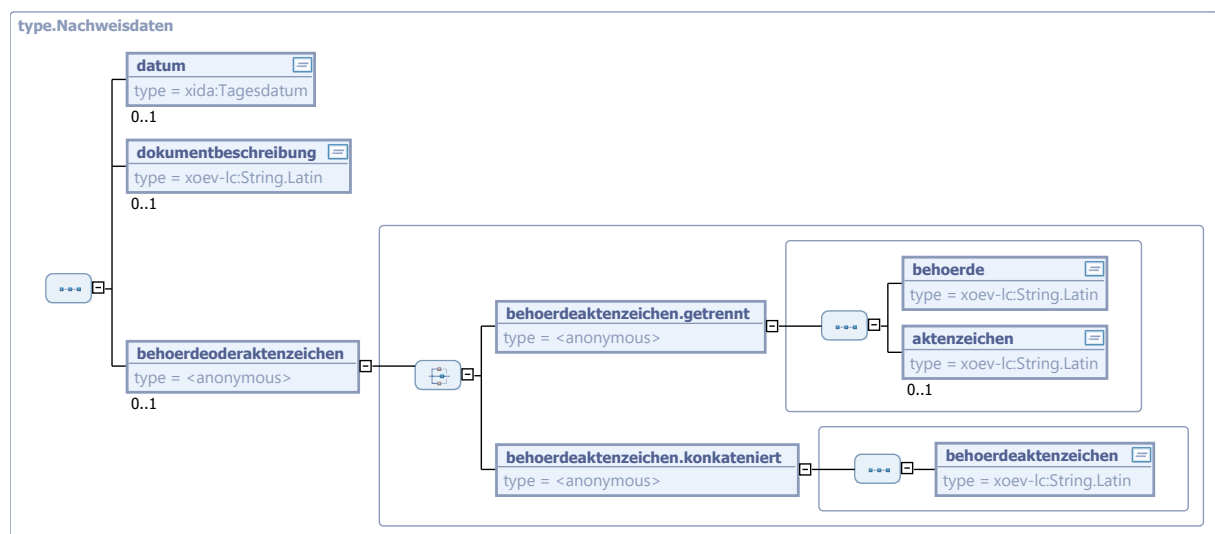 type.Nachweisdaten
datum
type = xida:Tagesdatum
0..1
dokumentbeschreibung
type = xoev-lc:String.Latin
0..1
behoerdeoderaktenzeichen
type = <anonymous>
0..1
behoerdeaktenzeichen.getrennt
type = <anonymous>
behoerde
type = xoev-lc:String.Latin
aktenzeichen
type = xoev-lc:String.Latin
0..1
behoerdeaktenzeichen.konkateniert
type = <anonymous>
behoerdeaktenzeichen
type = xoev-lc:String.Latin